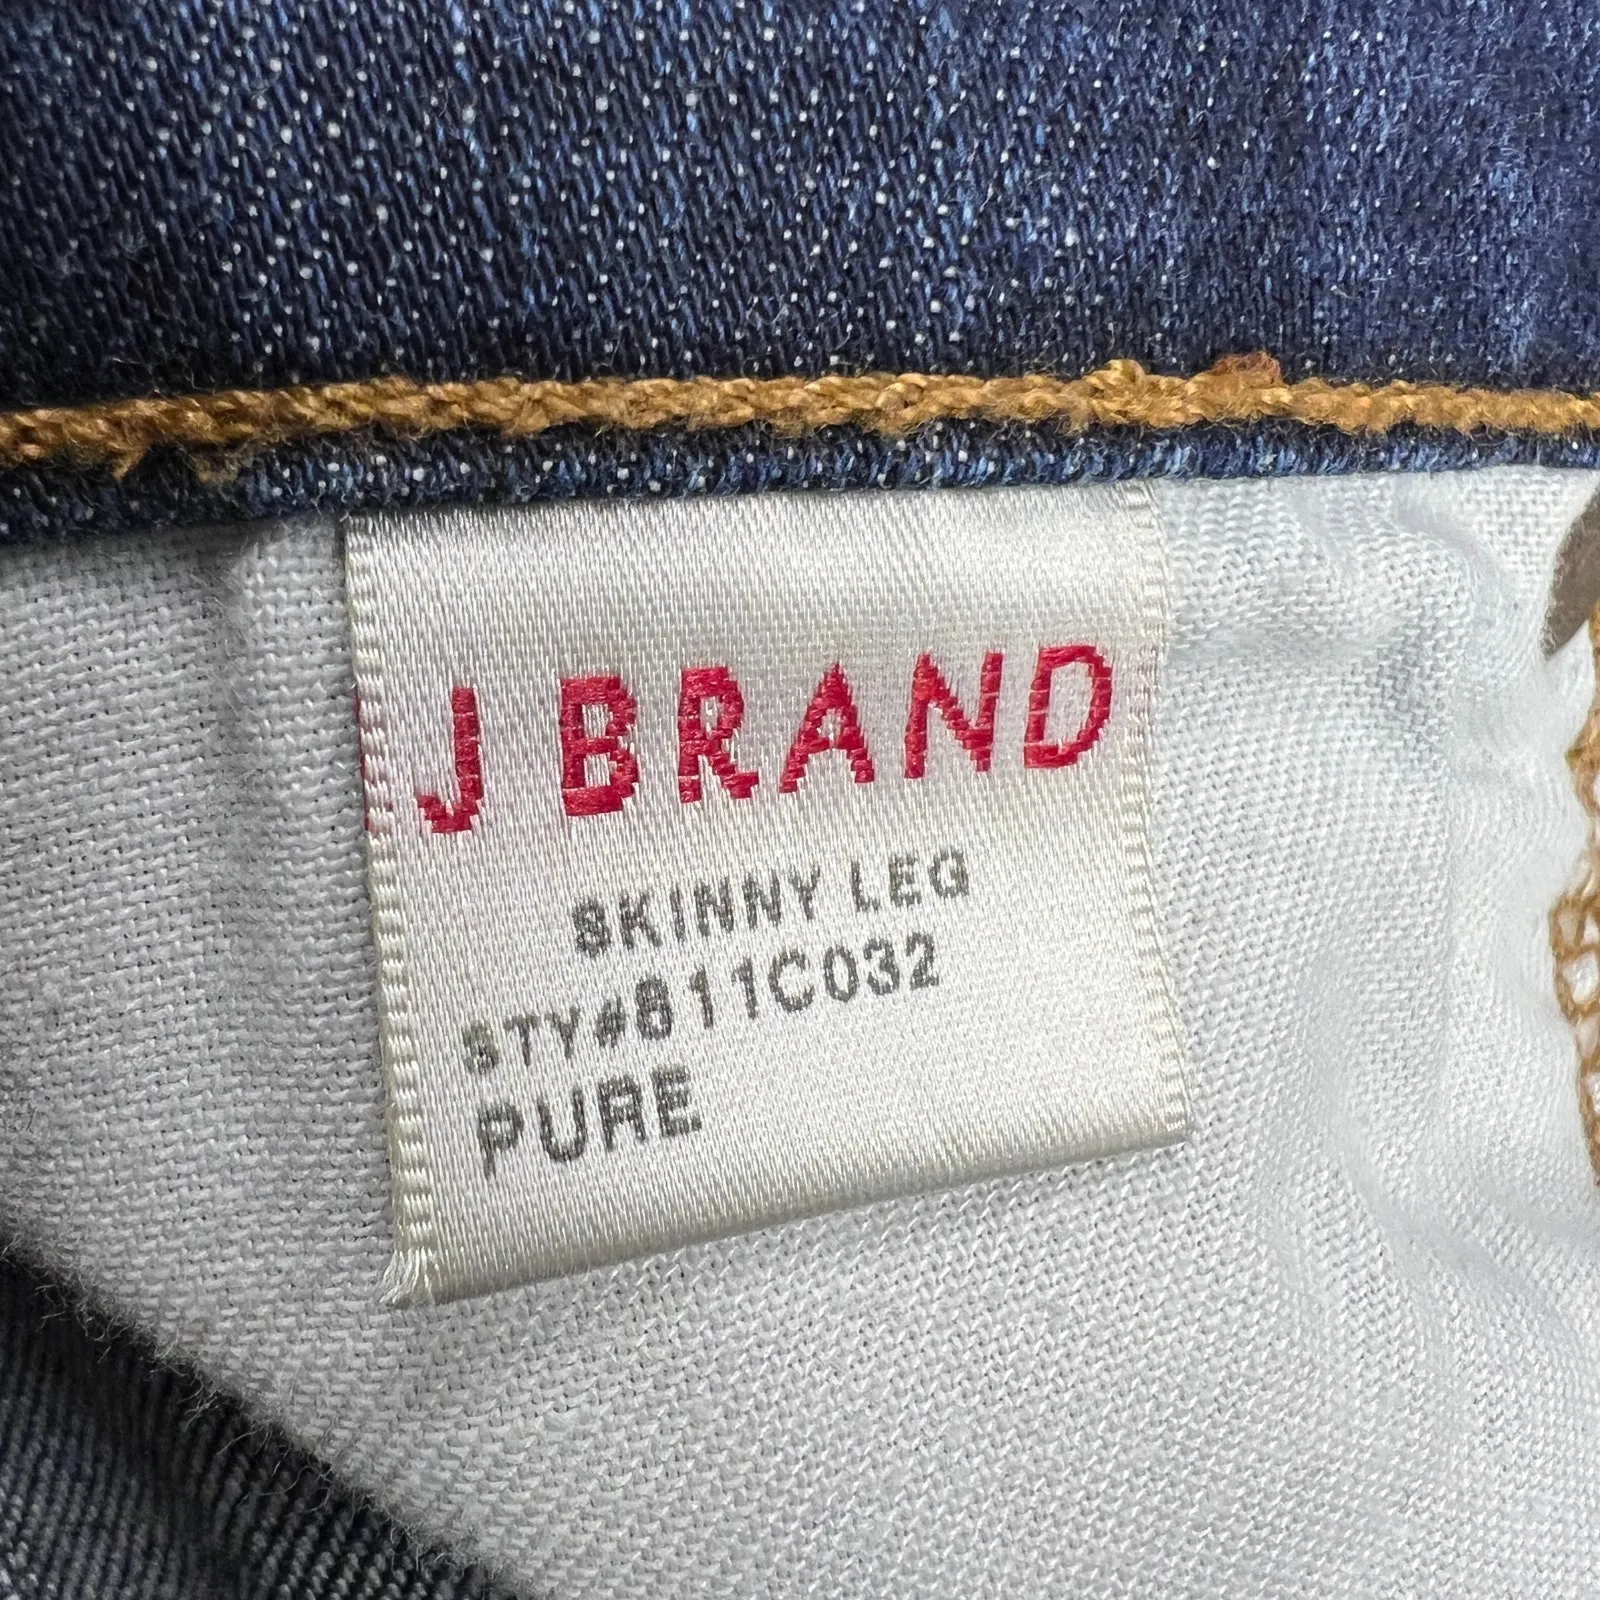 J BRAND
SKINNY LEG
STY#811C032
PURE